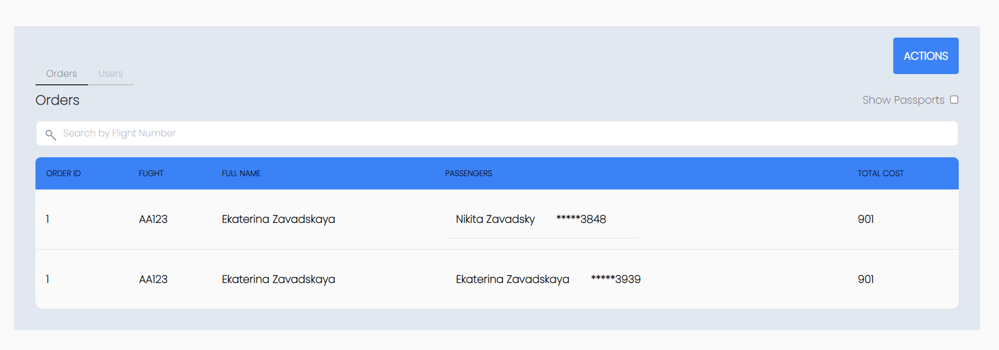 ACTIONS
Orders Users
Orders Show Passports
Search by Flight Number
ORDER ID FLIGHT FULL NAME PASSENGERS TOTAL COST
1 AA123 Ekaterina Zavadskaya Nikita Zavadsky *****3848 901
1 AA123 Ekaterina Zavadskaya Ekaterina Zavadskaya *****3939 901